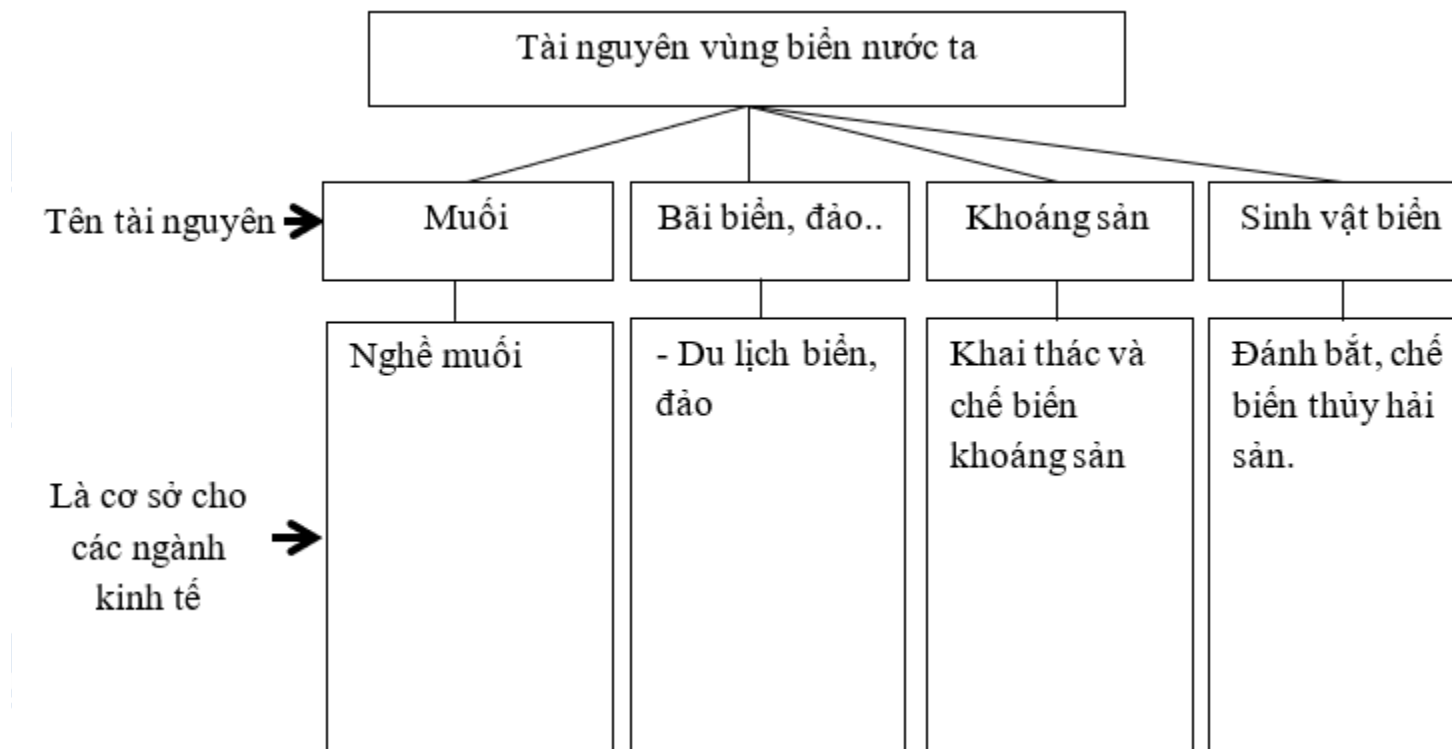 Tài nguyên vùng biển nước ta
Tên tài nguyên
Muối
Bãi biển, đảo..
Khoáng sản
Sinh vật biển
Là cơ sở cho
các ngành
kinh tế
Nghề muối
- Du lịch biển,
đảo
Khai thác và
chế biến
khoáng sản
Đánh bắt, chế
biến thủy hải
sản.